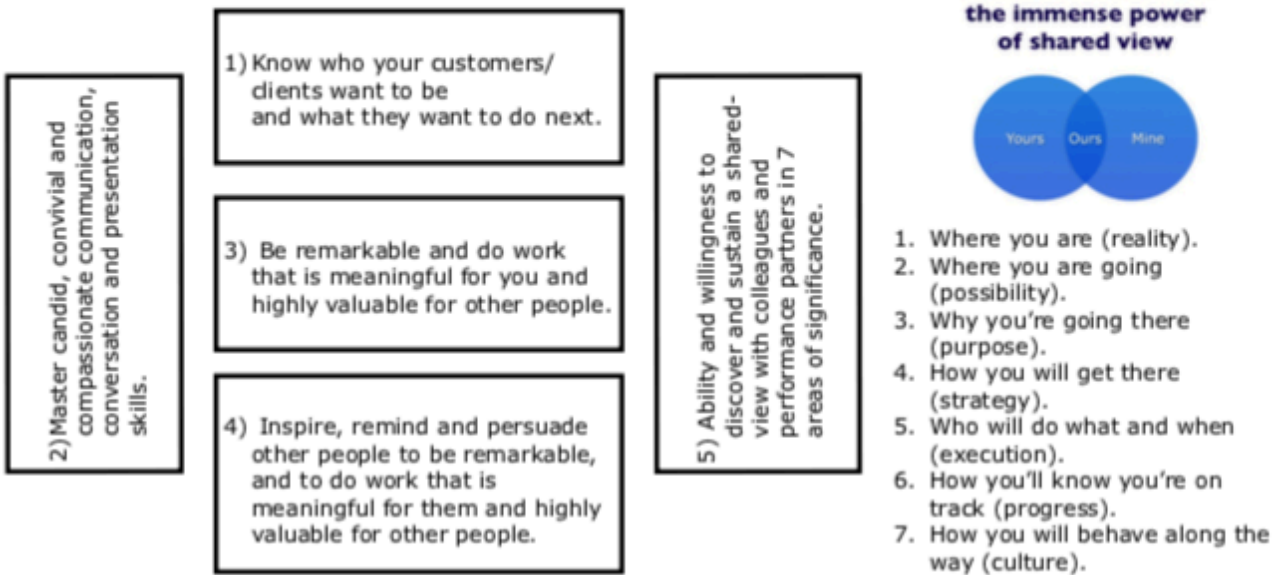 1) Know who your customers/
clients want to be
and what they want to do next.
2)Master candid, convivial and
compassionate communication,
conversation and presentation
skills.
3) Be remarkable and do work
that is meaningful for you and
highly valuable for other people.
4) Inspire, remind and persuade
other people to be remarkable,
and to do work that is
meaningful for them and highly
valuable for other people.
5) Ability and willingness to
discover and sustain a shared-
view with colleagues and
performance partners in 7
areas of significance.
the immense power
of shared view
Yours Ours Mine
1. Where you are (reality).
2. Where you are going
(possibility).
3. Why you're going there
(purpose).
4. How you will get there
(strategy).
5. Who will do what and when
(execution).
6. How you'll know you're on
track (progress).
7. How you will behave along the
way (culture).